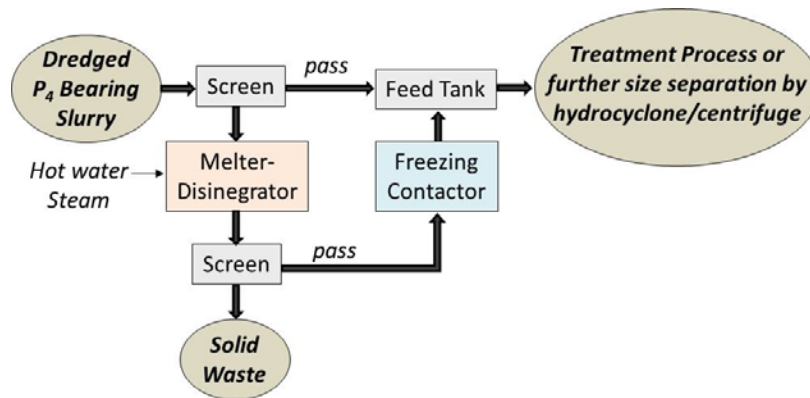 Dredged
P4 Bearing
Slurry
Screen
pass
Feed Tank
Treatment Process or
further size separation by
hydrocyclone/centrifuge
Hot water
Steam
Melter-
Disinegrator
Freezing
Contactor
Screen
pass
Solid
Waste